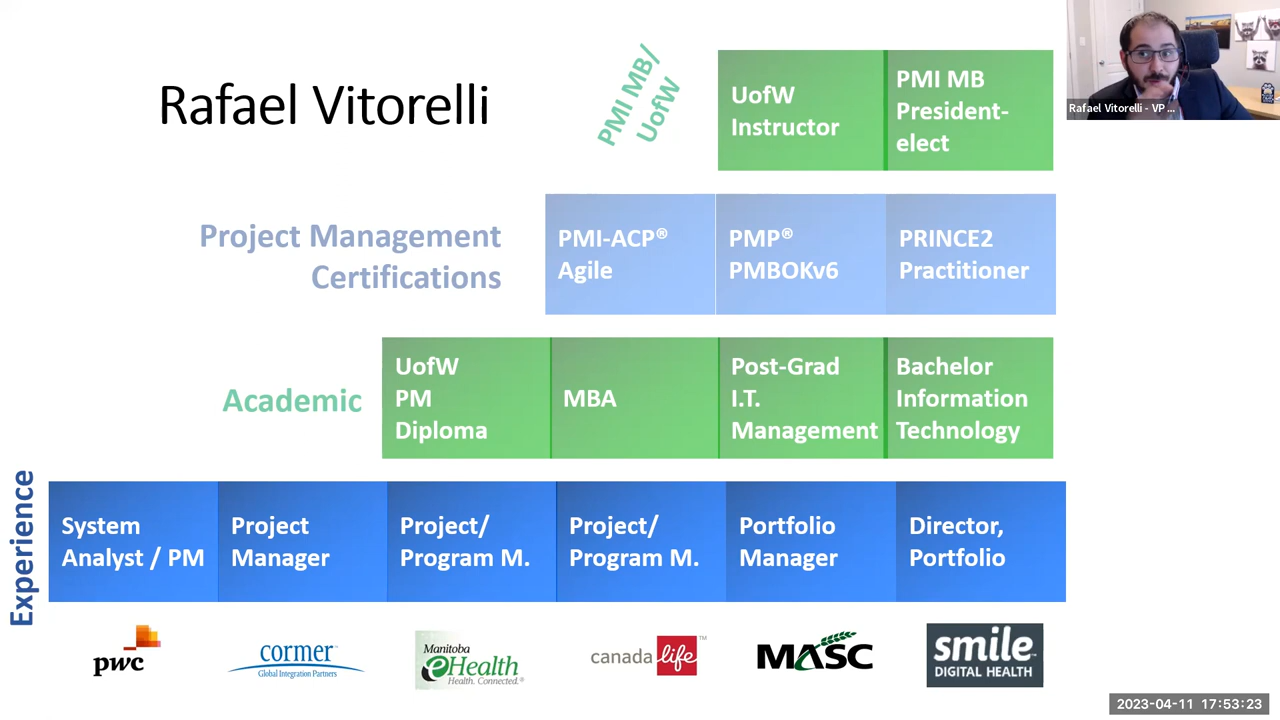 Rafael Vitorelli
PMI MB/
UofW
UofW
Instructor
PMI MB
President-
elect
Rafael Vitorelli - VP ...
Project Management
Certifications
PMI-ACP®
Agile
PMP®
PMBOKv6
PRINCE2
Practitioner
Academic
UofW
PM
Diploma
MBA
Post-Grad
I.T.
Management
Bachelor
Information
Technology
Experience
System
Analyst / PM
Project
Manager
Project/
Program M.
Project/
Program M.
Portfolio
Manager
Director,
Portfolio
pwc
cormer™
Global Integration Partners
Manitoba
eHealth
Health. Connected.®
canada life™
MASC
smile™
DIGITAL HEALTH
2023-04-11 17:53:23